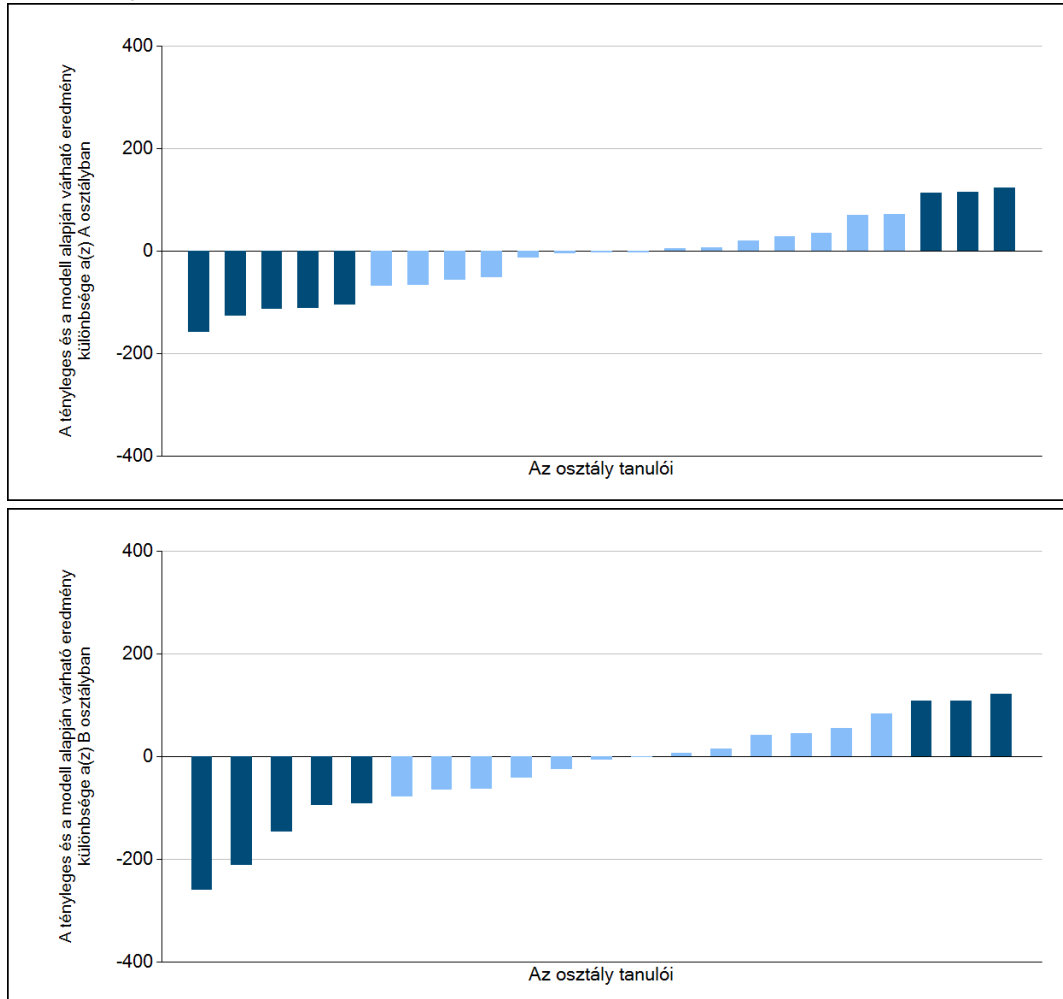 A tényleges és a modell alapján várható eredmény
különbsége a(z) A osztályban
400
200
0
-200
-400
Az osztály tanulói
A tényleges és a modell alapján várható eredmény
különbsége a(z) B osztályban
400
200
0
-200
-400
Az osztály tanulói